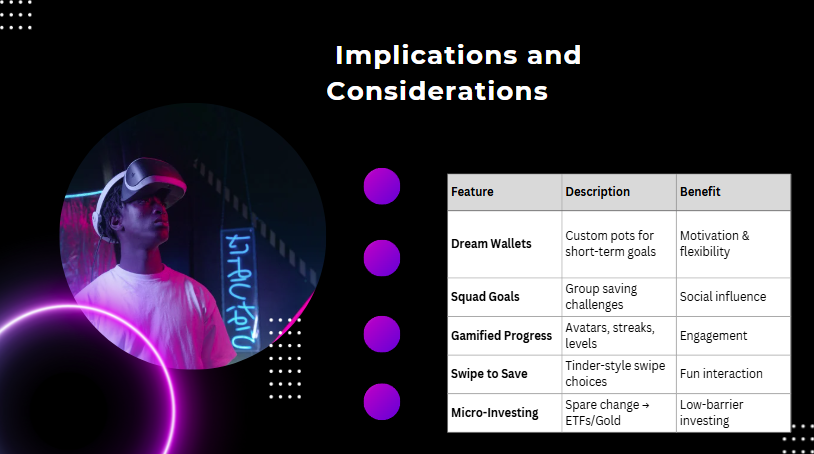 Implications and
Considerations
Feature Description Benefit
Dream Wallets Custom pots for short-term goals Motivation & flexibility
Squad Goals Group saving challenges Social influence
Gamified Progress Avatars, streaks, levels Engagement
Swipe to Save Tinder-style swipe choices Fun interaction
Micro-Investing Spare change → ETFs/Gold Low-barrier investing